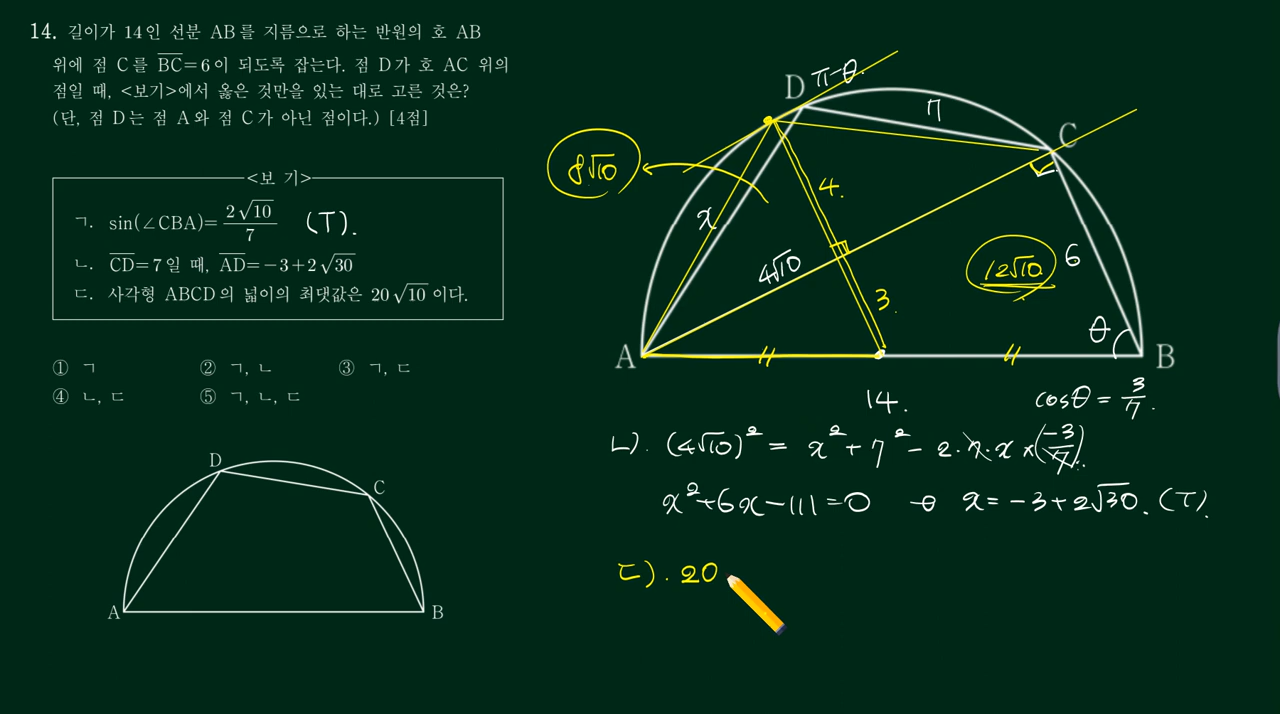 14. 길이가 14인 선분 AB를 지름으로 하는 반원의 호 AB
위에 점 C를 BC=6이 되도록 잡는다. 점 D가 호 AC 위의
점일 때, <보기>에서 옳은 것만을 있는 대로 고른 것은?
(단, 점 D는 점 A와 점 C가 아닌 점이다.) [4점]
<보 기>
ㄱ. sin(∠CBA)=2√10/7 (T).
ㄴ. CD=7일 때, AD=-3+2√30
ㄷ. 사각형 ABCD의 넓이의 최댓값은 20√10이다.
① ㄱ ② ㄱ, ㄴ ③ ㄱ, ㄷ
④ ㄴ, ㄷ ⑤ ㄱ, ㄴ, ㄷ
D
C
A
B
D π-θ.
7
C
8√10
4.
x
4√10
12√10
6
3.
θ
A
B
14.
cosθ = 3/7.
ㄴ). (4√10)² = x² + 7² - 2·7·x×(-3/7).
x²+6x-111=0 → x=-3+2√30. (T).
ㄷ). 20